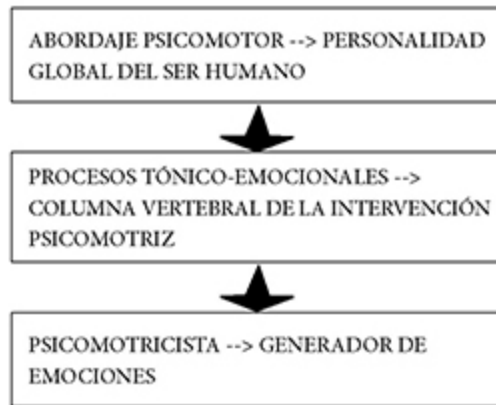 ABORDAJE PSICOMOTOR --> PERSONALIDAD
GLOBAL DEL SER HUMANO
PROCESOS TÓNICO-EMOCIONALES -->
COLUMNA VERTEBRAL DE LA INTERVENCIÓN
PSICOMOTRIZ
PSICOMOTRICISTA --> GENERADOR DE
EMOCIONES